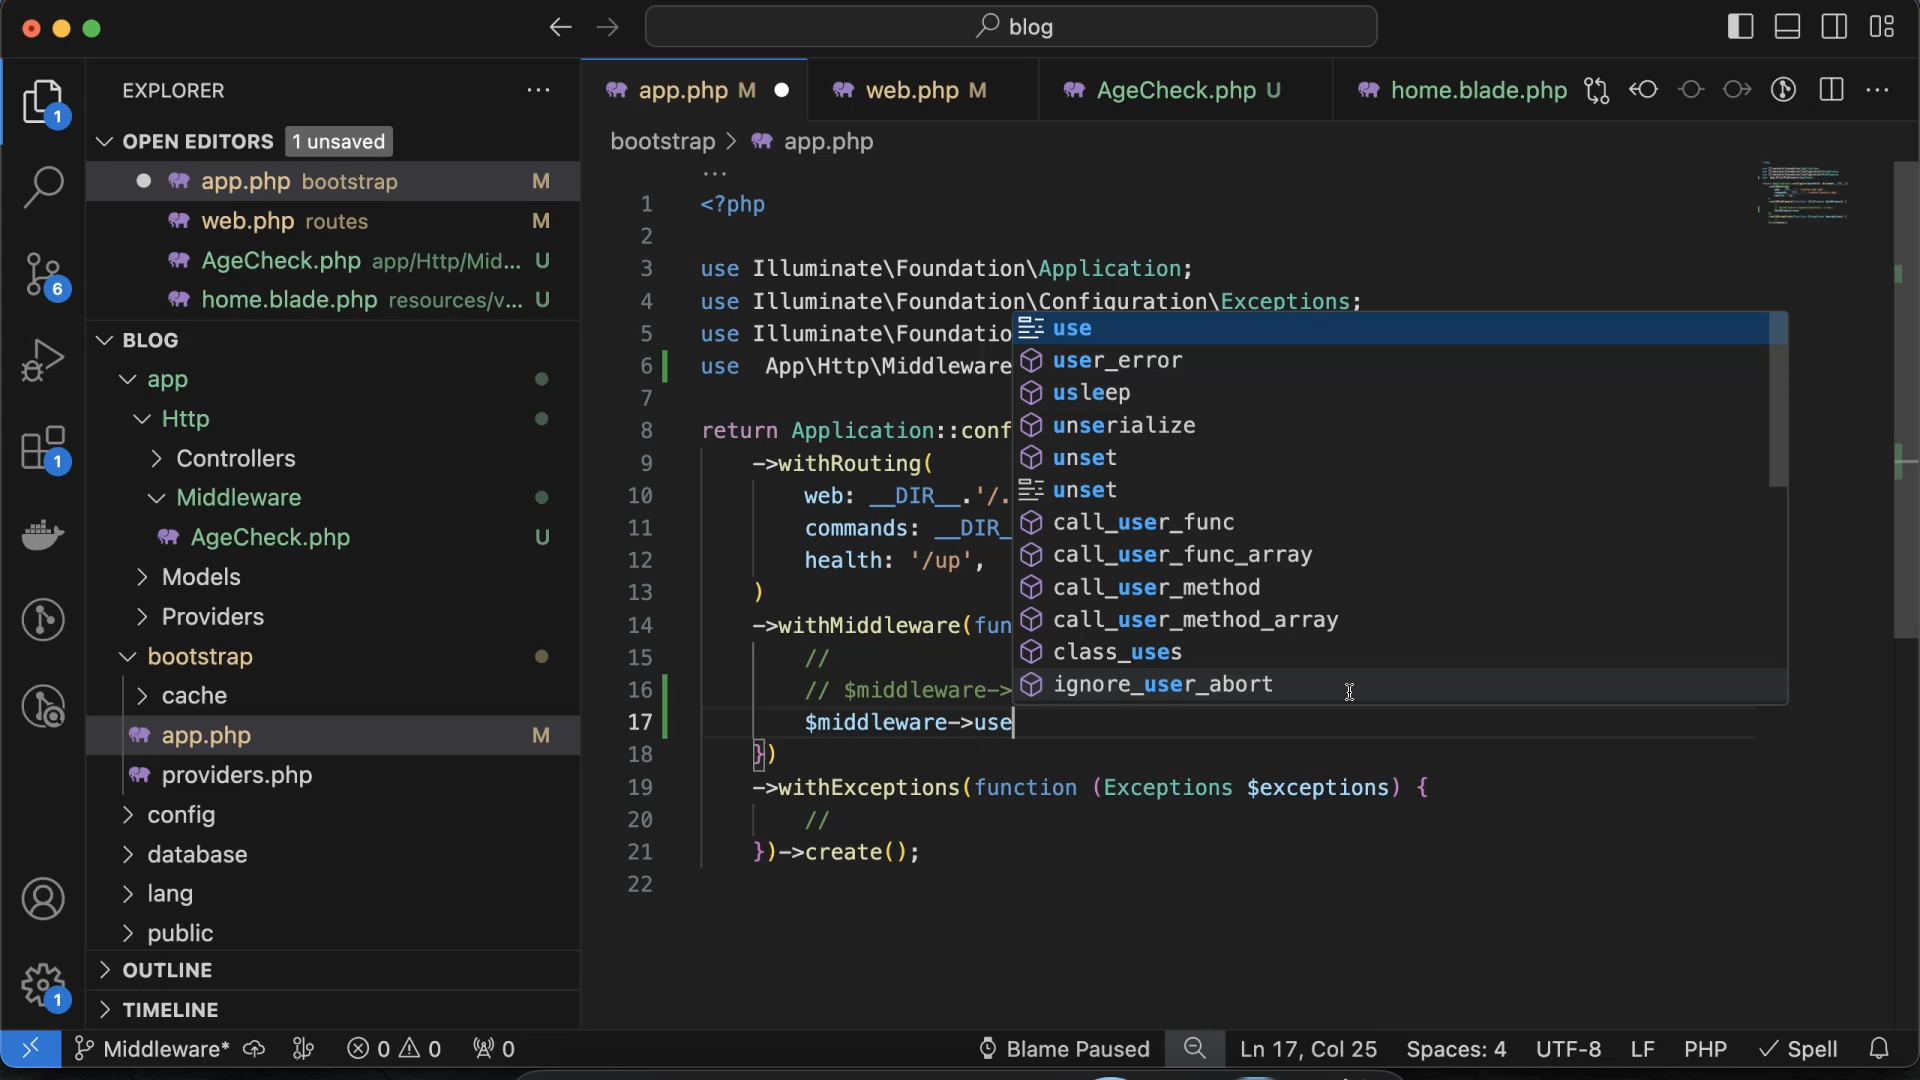 blog
EXPLORER
OPEN EDITORS 1 unsaved
app.php bootstrap M
web.php routes M
AgeCheck.php app/Http/Mid... U
home.blade.php resources/v... U
BLOG
app
Http
Controllers
Middleware
AgeCheck.php U
Models
Providers
bootstrap
cache
app.php M
providers.php
config
database
lang
public
OUTLINE
TIMELINE
1
6
1
1
app.php M
web.php M
AgeCheck.php U
home.blade.php
bootstrap > app.php
...
1 <?php
2
3 use Illuminate\Foundation\Application;
4 use Illuminate\Foundation\Configuration\Exceptions;
5 use Illuminate\Foundatio
6 use  App\Http\Middleware
7
8 return Application::conf
9 ->withRouting(
10 web: __DIR__.'/.
11 commands: __DIR_
12 health: '/up',
13 )
14 ->withMiddleware(fun
15 //
16 // $middleware->
17 $middleware->use
18 })
19 ->withExceptions(function (Exceptions $exceptions) {
20 //
21 })->create();
22
use
user_error
usleep
unserialize
unset
unset
call_user_func
call_user_func_array
call_user_method
call_user_method_array
class_uses
ignore_user_abort
Middleware* 0 0 0 Blame Paused Ln 17, Col 25 Spaces: 4 UTF-8 LF PHP Spell